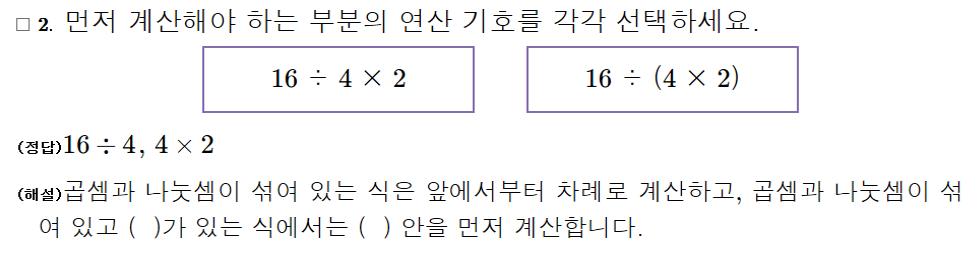 □ 2. 먼저 계산해야 하는 부분의 연산 기호를 각각 선택하세요.
16 ÷ 4 × 2
16 ÷ (4 × 2)
(정답)16 ÷ 4, 4 × 2
(해설)곱셈과 나눗셈이 섞여 있는 식은 앞에서부터 차례로 계산하고, 곱셈과 나눗셈이 섞
여 있고 ( )가 있는 식에서는 ( ) 안을 먼저 계산합니다.